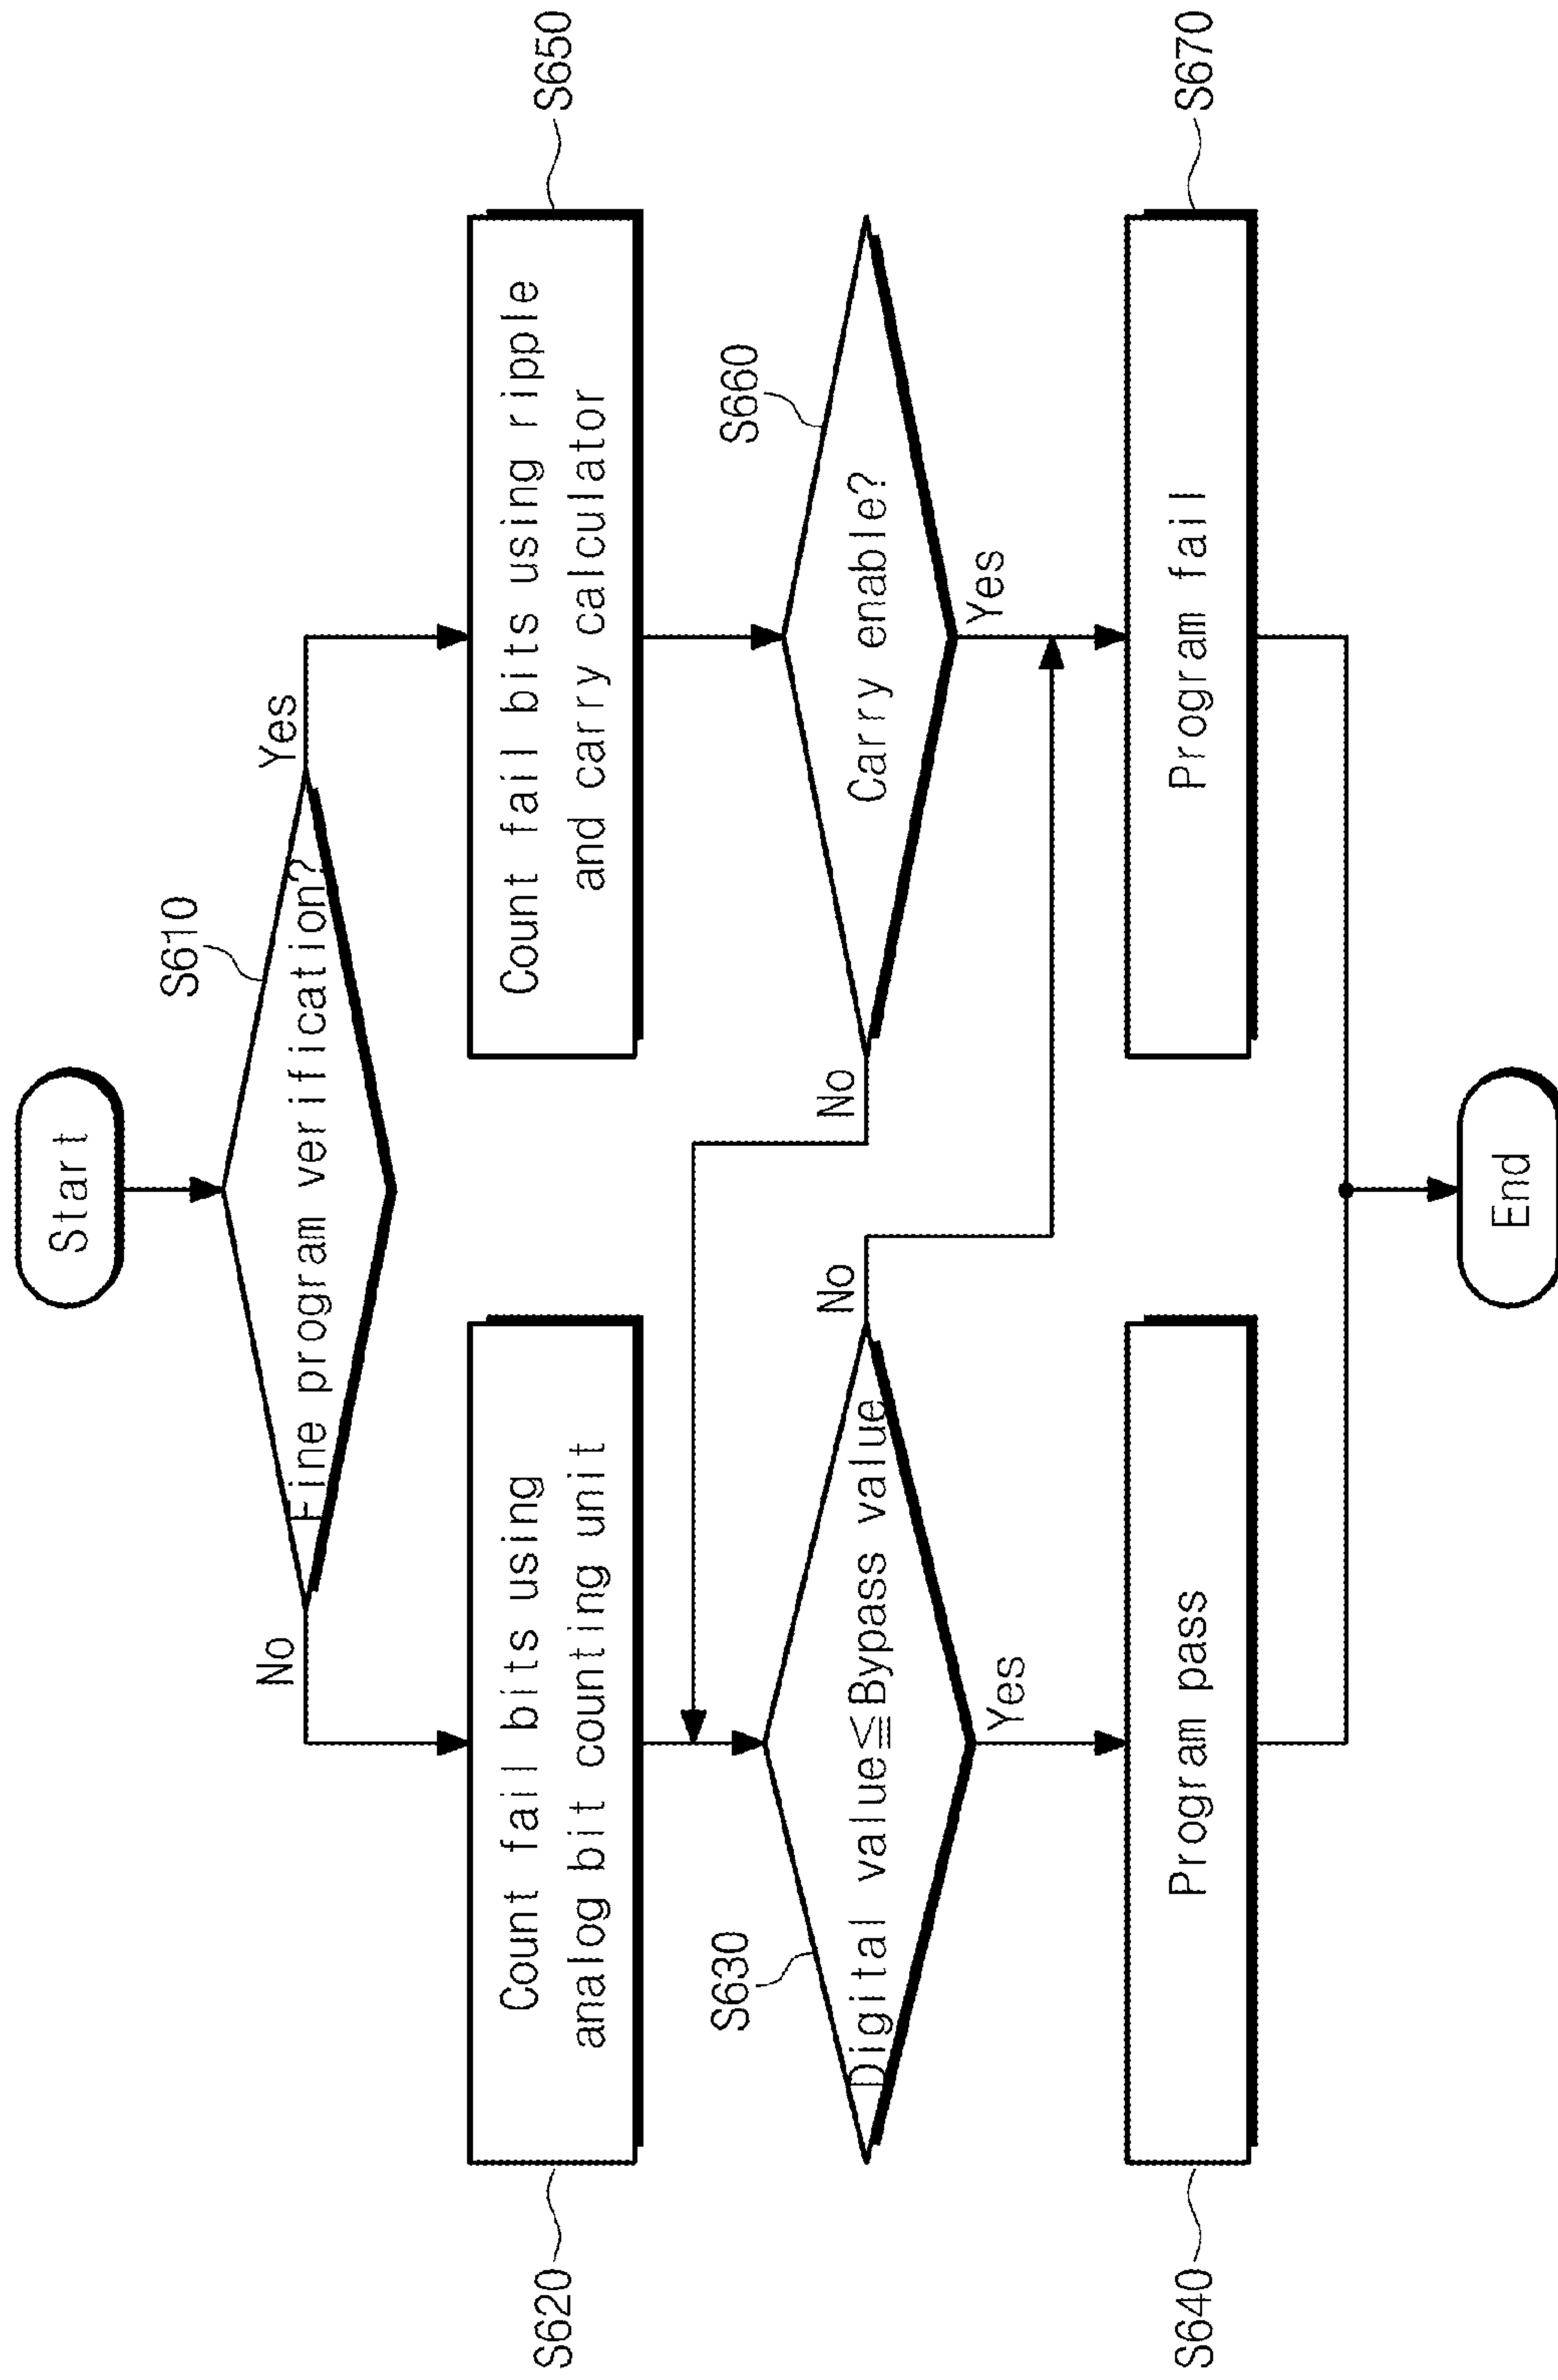 Start
S610
Fine program verification?
No
Yes
S620
Count fail bits using
analog bit counting unit
Count fail bits using ripple
and carry calculator
S650
S630
Digital value≦Bypass value
No
No
S660
Carry enable?
Yes
Yes
S640
Program pass
Program fail
S670
End